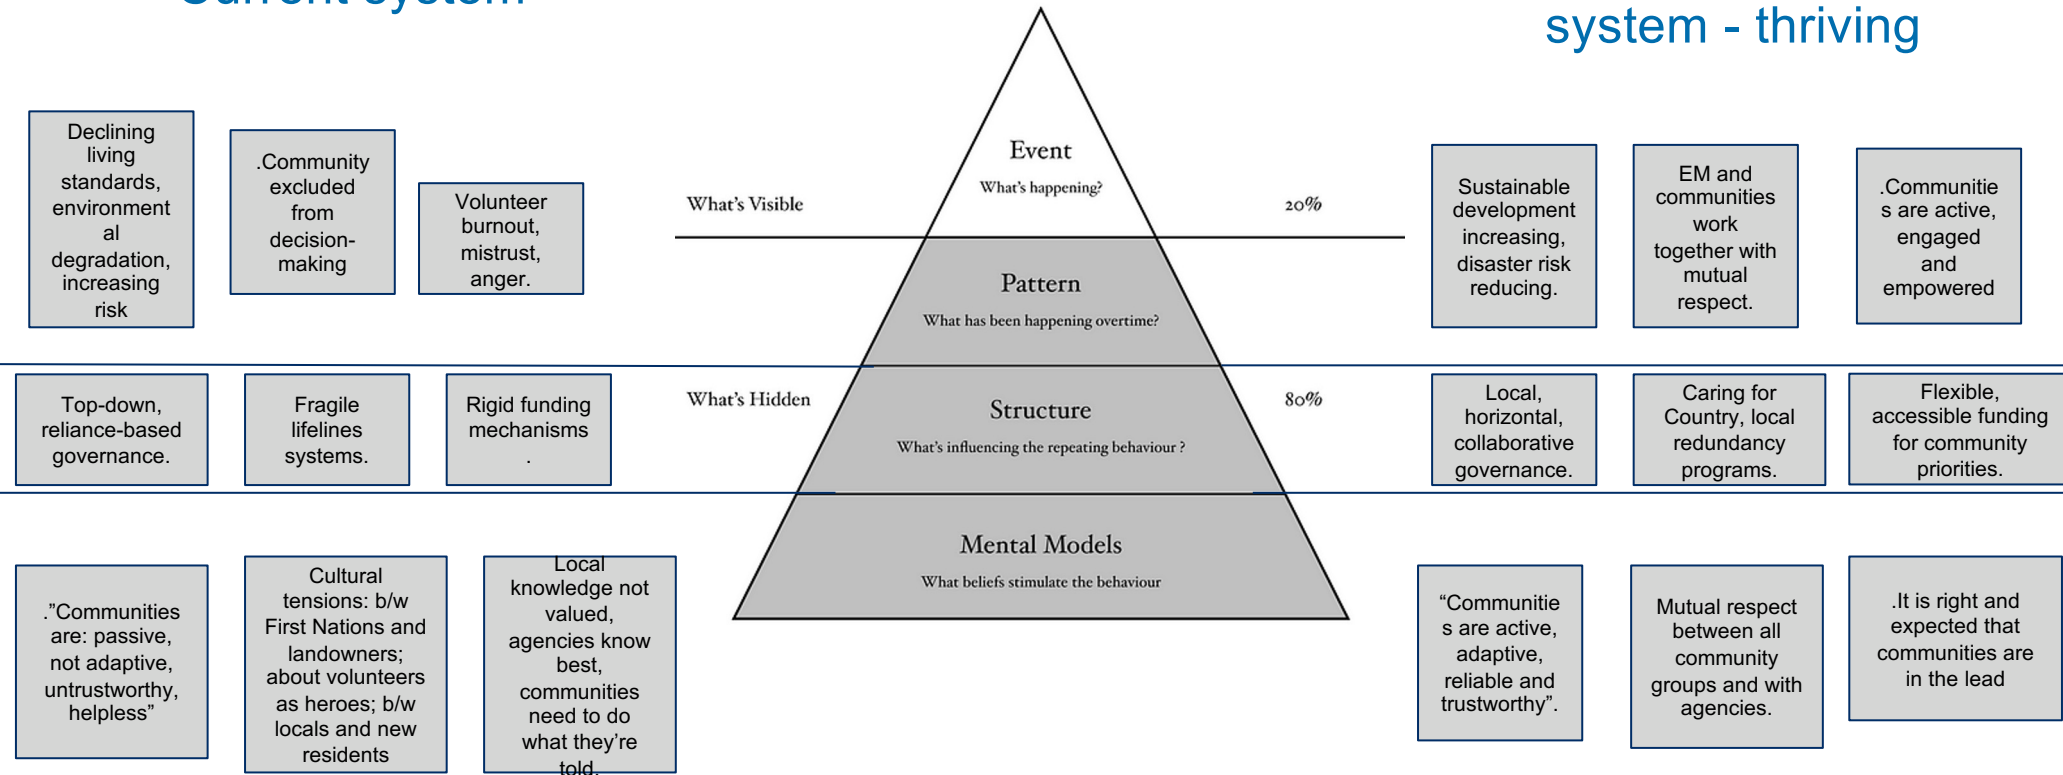 Current system
system - thriving
Declining
living
standards,
environment
al
degradation,
increasing
risk
.Community
excluded
from
decision-
making
Volunteer
burnout,
mistrust,
anger.
What's Visible
Event
What's happening?
20%
Pattern
What has been happening overtime?
Sustainable
development
increasing,
disaster risk
reducing.
EM and
communities
work
together with
mutual
respect.
.Communitie
s are active,
engaged
and
empowered
Top-down,
reliance-based
governance.
Fragile
lifelines
systems.
Rigid funding
mechanisms
.
What's Hidden
Structure
What's influencing the repeating behaviour ?
80%
Local,
horizontal,
collaborative
governance.
Caring for
Country, local
redundancy
programs.
Flexible,
accessible funding
for community
priorities.
.”Communities
are: passive,
not adaptive,
untrustworthy,
helpless”
Cultural
tensions: b/w
First Nations and
landowners;
about volunteers
as heroes; b/w
locals and new
residents
Local
knowledge not
valued,
agencies know
best,
communities
need to do
what they’re
told.
Mental Models
What beliefs stimulate the behaviour
“Communitie
s are active,
adaptive,
reliable and
trustworthy”.
Mutual respect
between all
community
groups and with
agencies.
.It is right and
expected that
communities are
in the lead